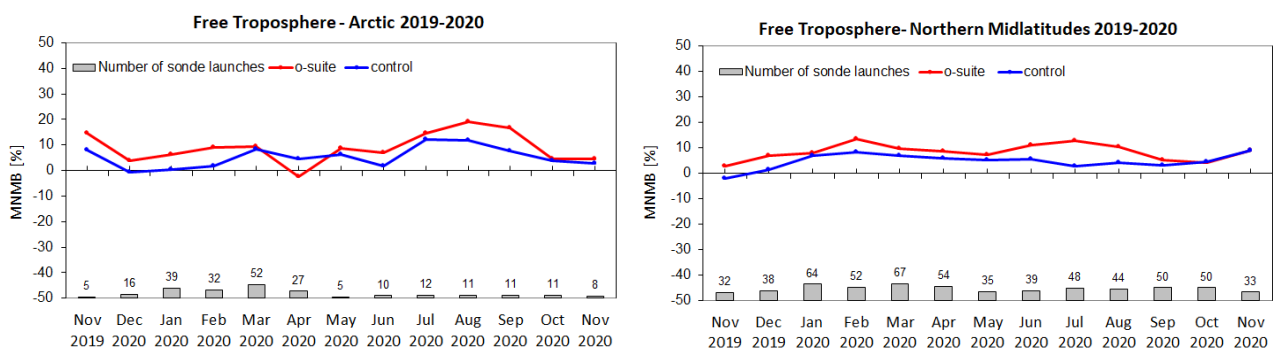 Free Troposphere - Arctic 2019-2020
50
40
30
20
10
0
-10
-20
-30
-40
-50
MNMB [%]
Number of sonde launches
o-suite
control
5 16 39 32 52 27 5 10 12 11 11 11 8
Nov Dec Jan Feb Mar Apr May Jun Jul Aug Sep Oct Nov
2019 2020 2020 2020 2020 2020 2020 2020 2020 2020 2020 2020 2020
Free Troposphere- Northern Midlatitudes 2019-2020
50
40
30
20
10
0
-10
-20
-30
-40
-50
MNMB [%]
Number of sonde launches
o-suite
control
32 38 64 52 67 54 35 39 48 44 50 50 33
Nov Dec Jan Feb Mar Apr May Jun Jul Aug Sep Oct Nov
2019 2019 2020 2020 2020 2020 2020 2020 2020 2020 2020 2020 2020